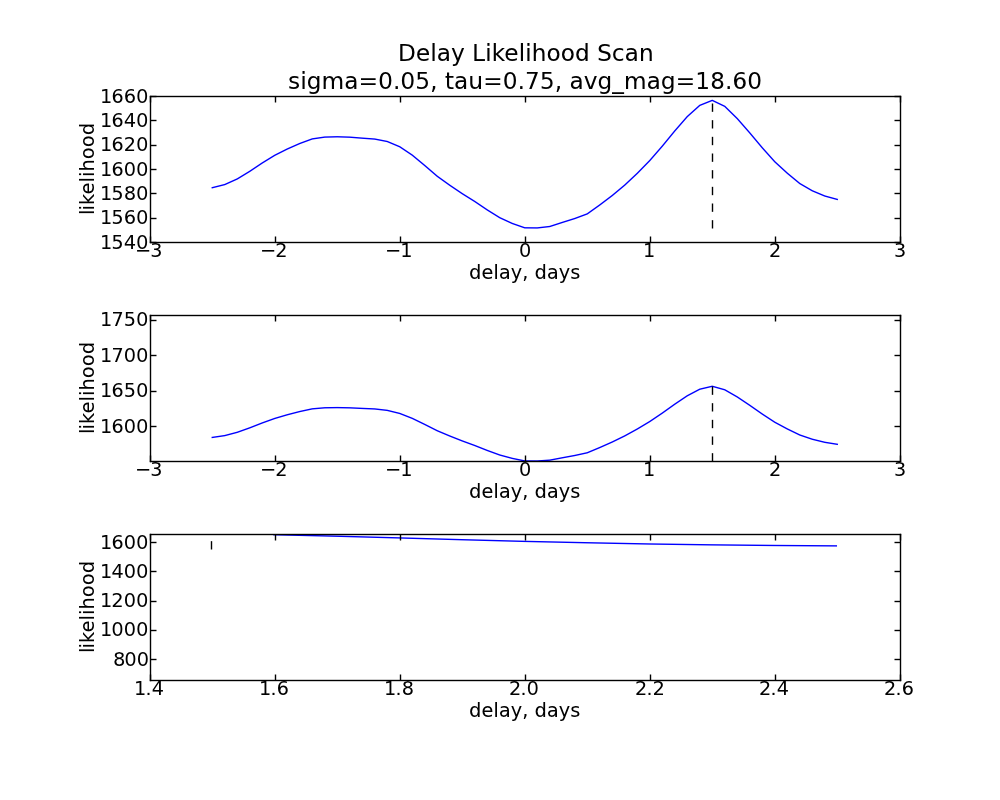 Delay Likelihood Scan
sigma=0.05, tau=0.75, avg_mag=18.60
1660
1640
1620
1600
1580
1560
1540
likelihood
−3 −2 −1 0 1 2 3
delay, days
1750
1700
1650
1600
likelihood
−3 −2 −1 0 1 2 3
delay, days
1600
1400
1200
1000
800
likelihood
1.4 1.6 1.8 2.0 2.2 2.4 2.6
delay, days